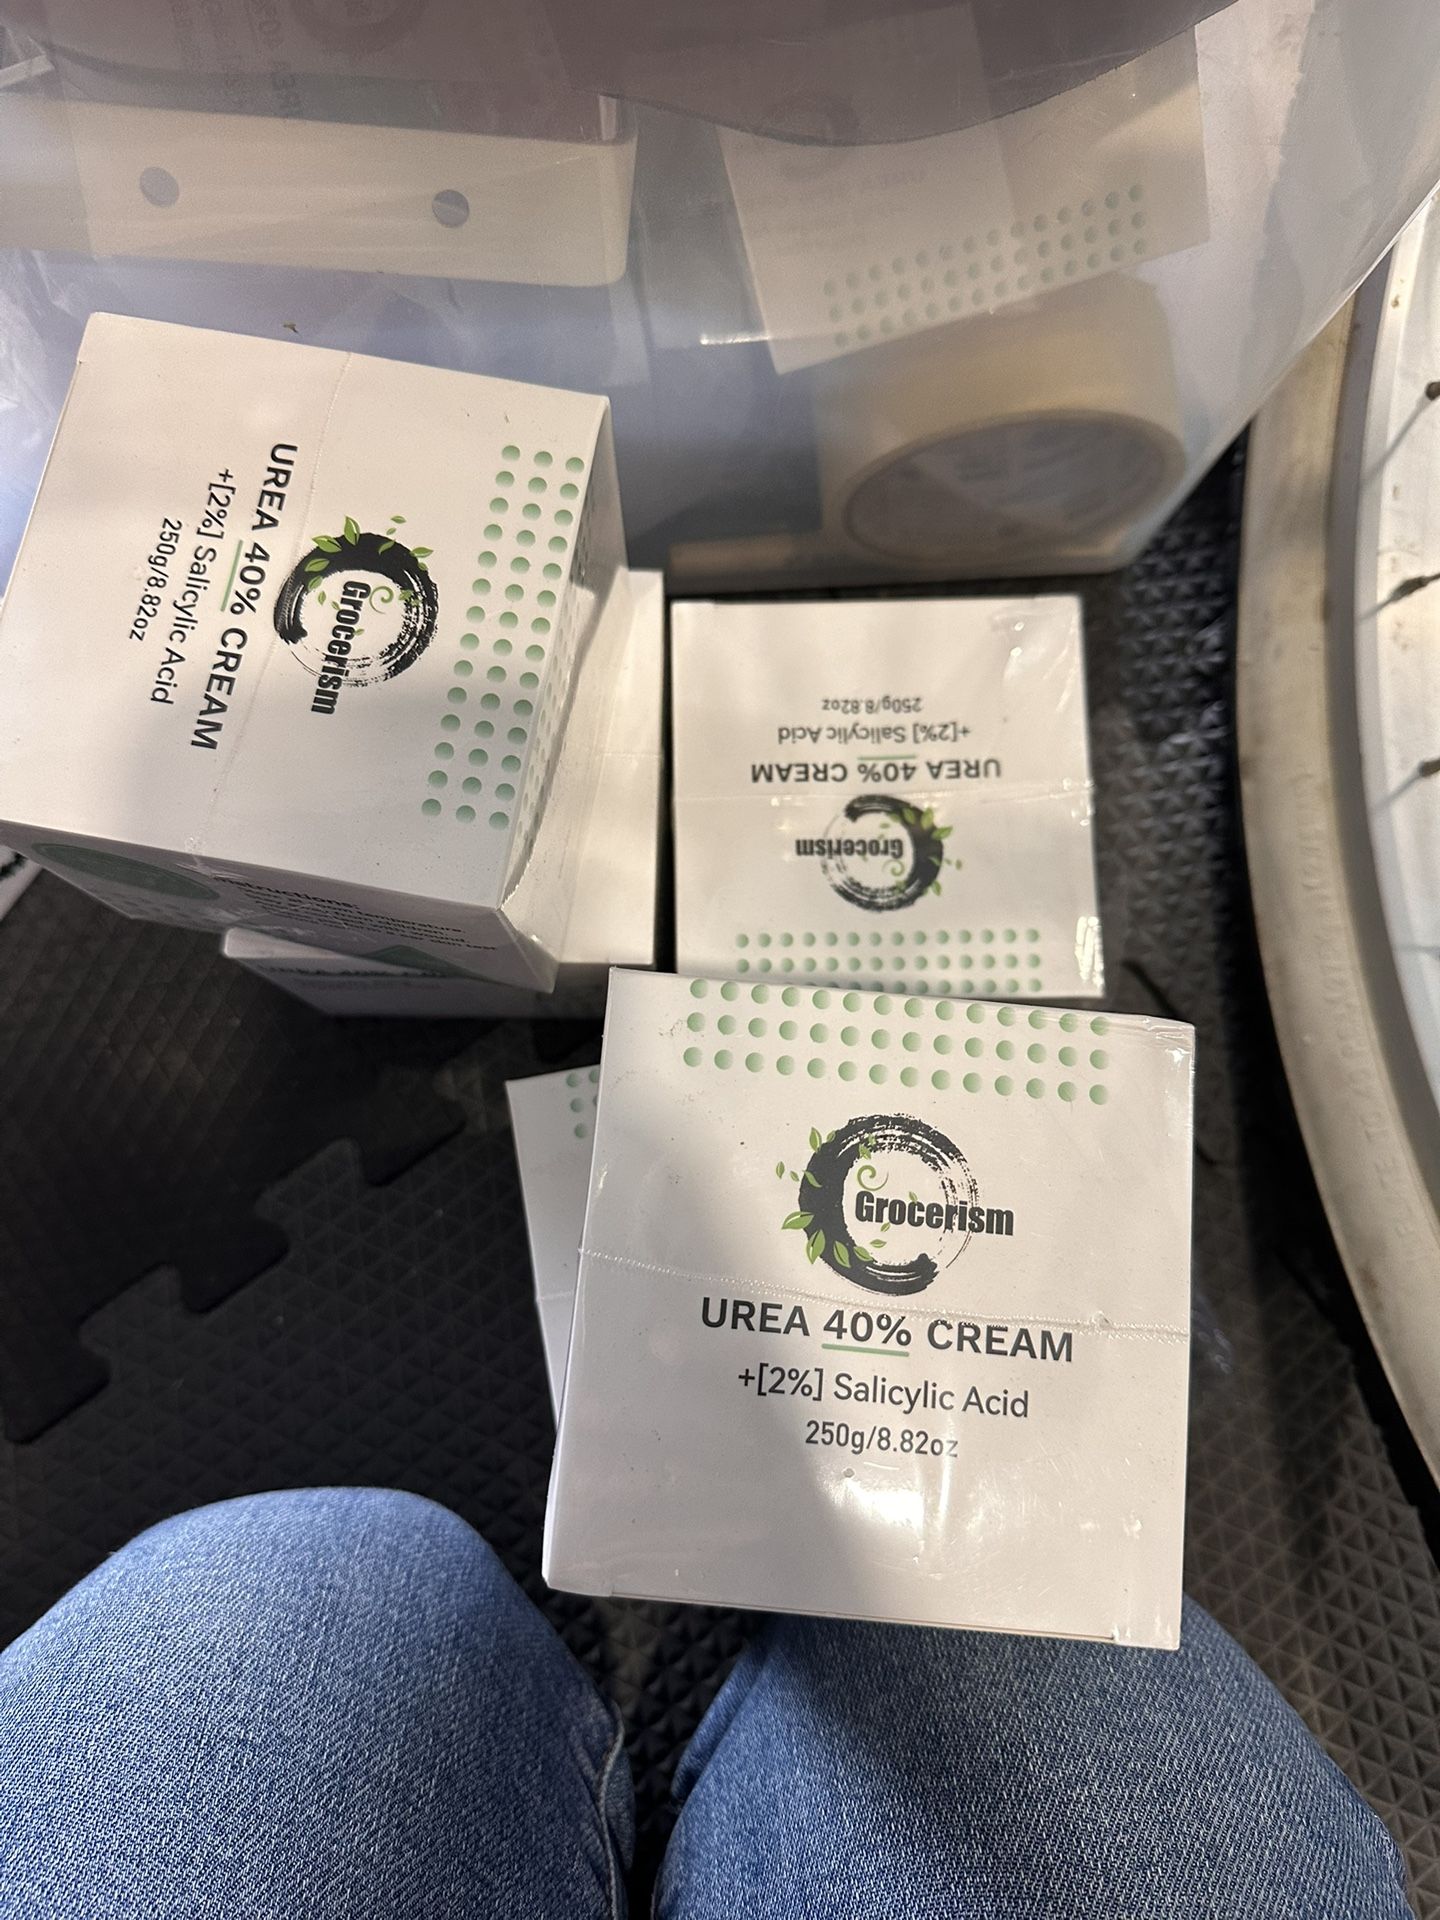 UREA 40% CREAM
+[2%] Salicylic Acid
250g/8.82oz
Grocerism
Instructions:
250g/8.82oz
+[2%] Salicylic Acid
UREA 40% CREAM
Grocerism
Grocerism
UREA 40% CREAM
+[2%] Salicylic Acid
250g/8.82oz